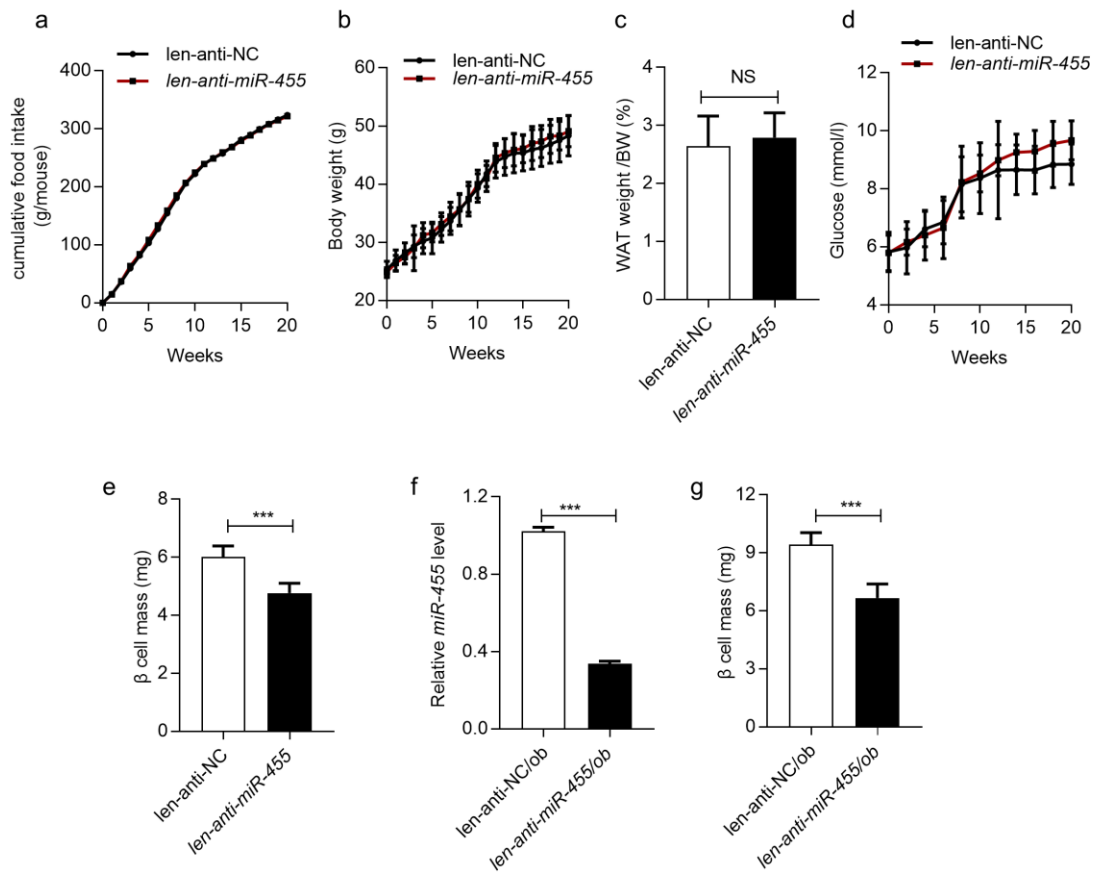 a
len-anti-NC
len-anti-miR-455
cumulative food intake
(g/mouse)
400
300
200
100
0
0 5 10 15 20
Weeks
b
len-anti-NC
len-anti-miR-455
Body weight (g)
60
50
40
30
20
0 5 10 15 20
Weeks
c
NS
WAT weight /BW (%)
4
3
2
1
0
len-anti-NC
len-anti-miR-455
d
len-anti-NC
len-anti-miR-455
Glucose (mmol/l)
12
10
8
6
4
0 5 10 15 20
Weeks
e
***
β cell mass (mg)
8
6
4
2
0
len-anti-NC
len-anti-miR-455
f
***
Relative miR-455 level
1.2
0.8
0.4
0.0
len-anti-NC/ob
len-anti-miR-455/ob
g
***
β cell mass (mg)
12
9
6
3
0
len-anti-NC/ob
len-anti-miR-455/ob